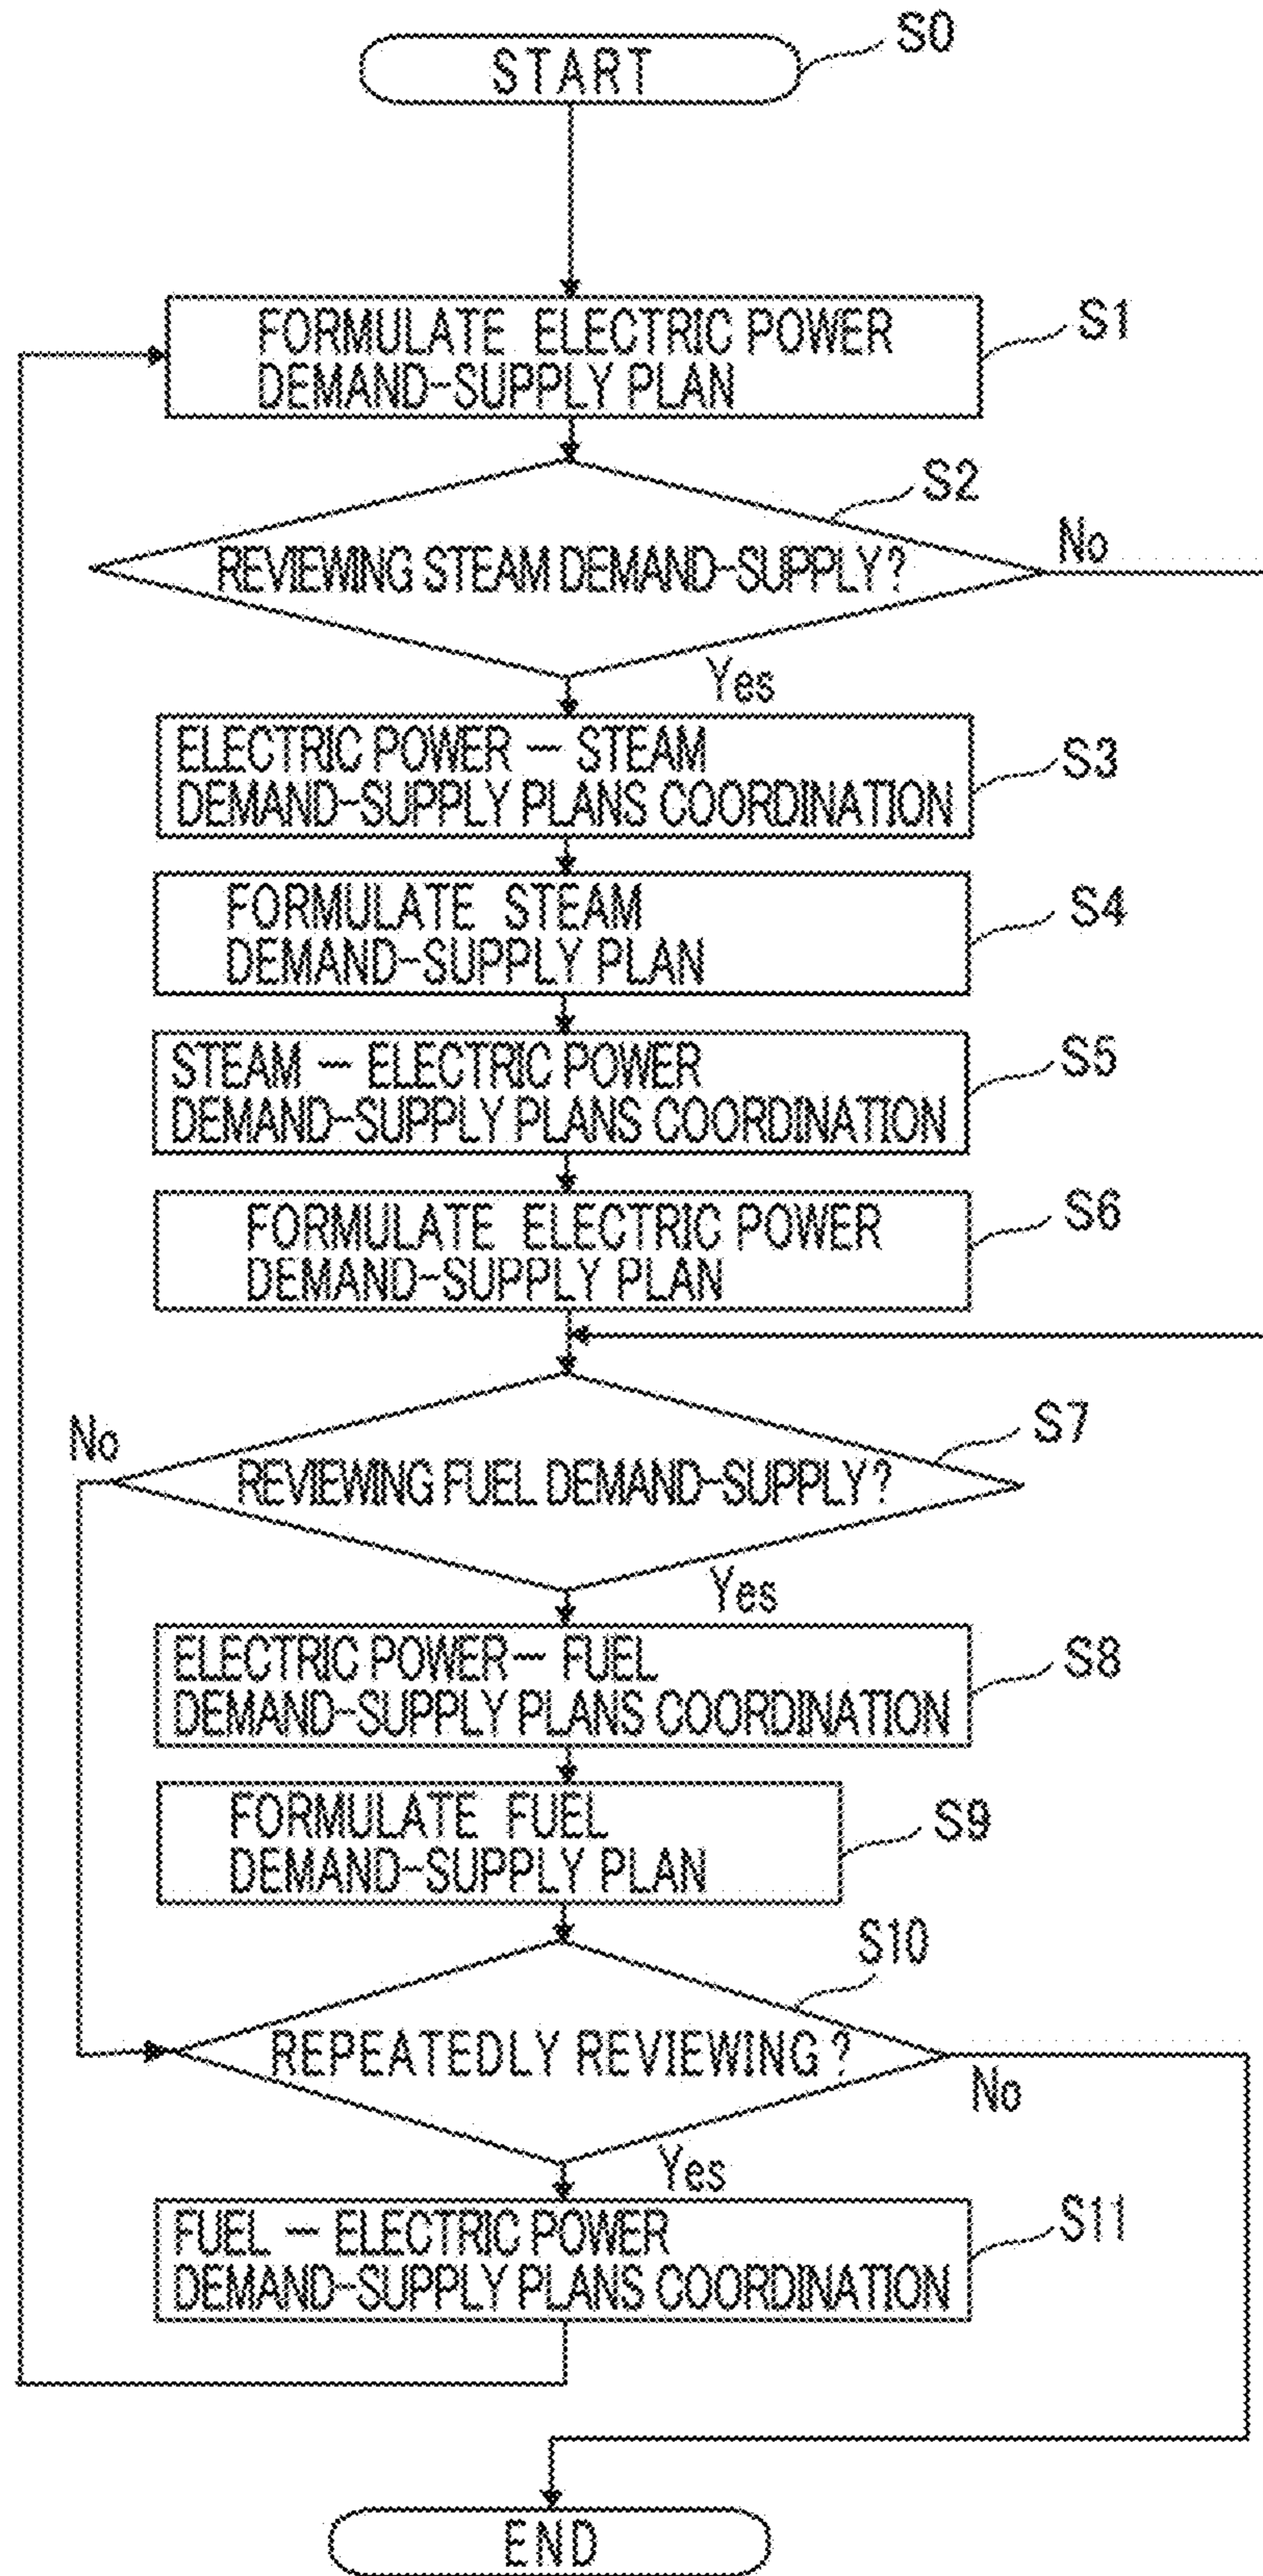 START
S0
FORMULATE ELECTRIC POWER
DEMAND-SUPPLY PLAN
S1
S2
REVIEWING STEAM DEMAND-SUPPLY?
No
Yes
ELECTRIC POWER — STEAM
DEMAND-SUPPLY PLANS COORDINATION
S3
FORMULATE STEAM
DEMAND-SUPPLY PLAN
S4
STEAM — ELECTRIC POWER
DEMAND-SUPPLY PLANS COORDINATION
S5
FORMULATE ELECTRIC POWER
DEMAND-SUPPLY PLAN
S6
No
S7
REVIEWING FUEL DEMAND-SUPPLY?
Yes
ELECTRIC POWER— FUEL
DEMAND-SUPPLY PLANS COORDINATION
S8
FORMULATE FUEL
DEMAND-SUPPLY PLAN
S9
S10
REPEATEDLY REVIEWING?
No
Yes
FUEL — ELECTRIC POWER
DEMAND-SUPPLY PLANS COORDINATION
S11
END